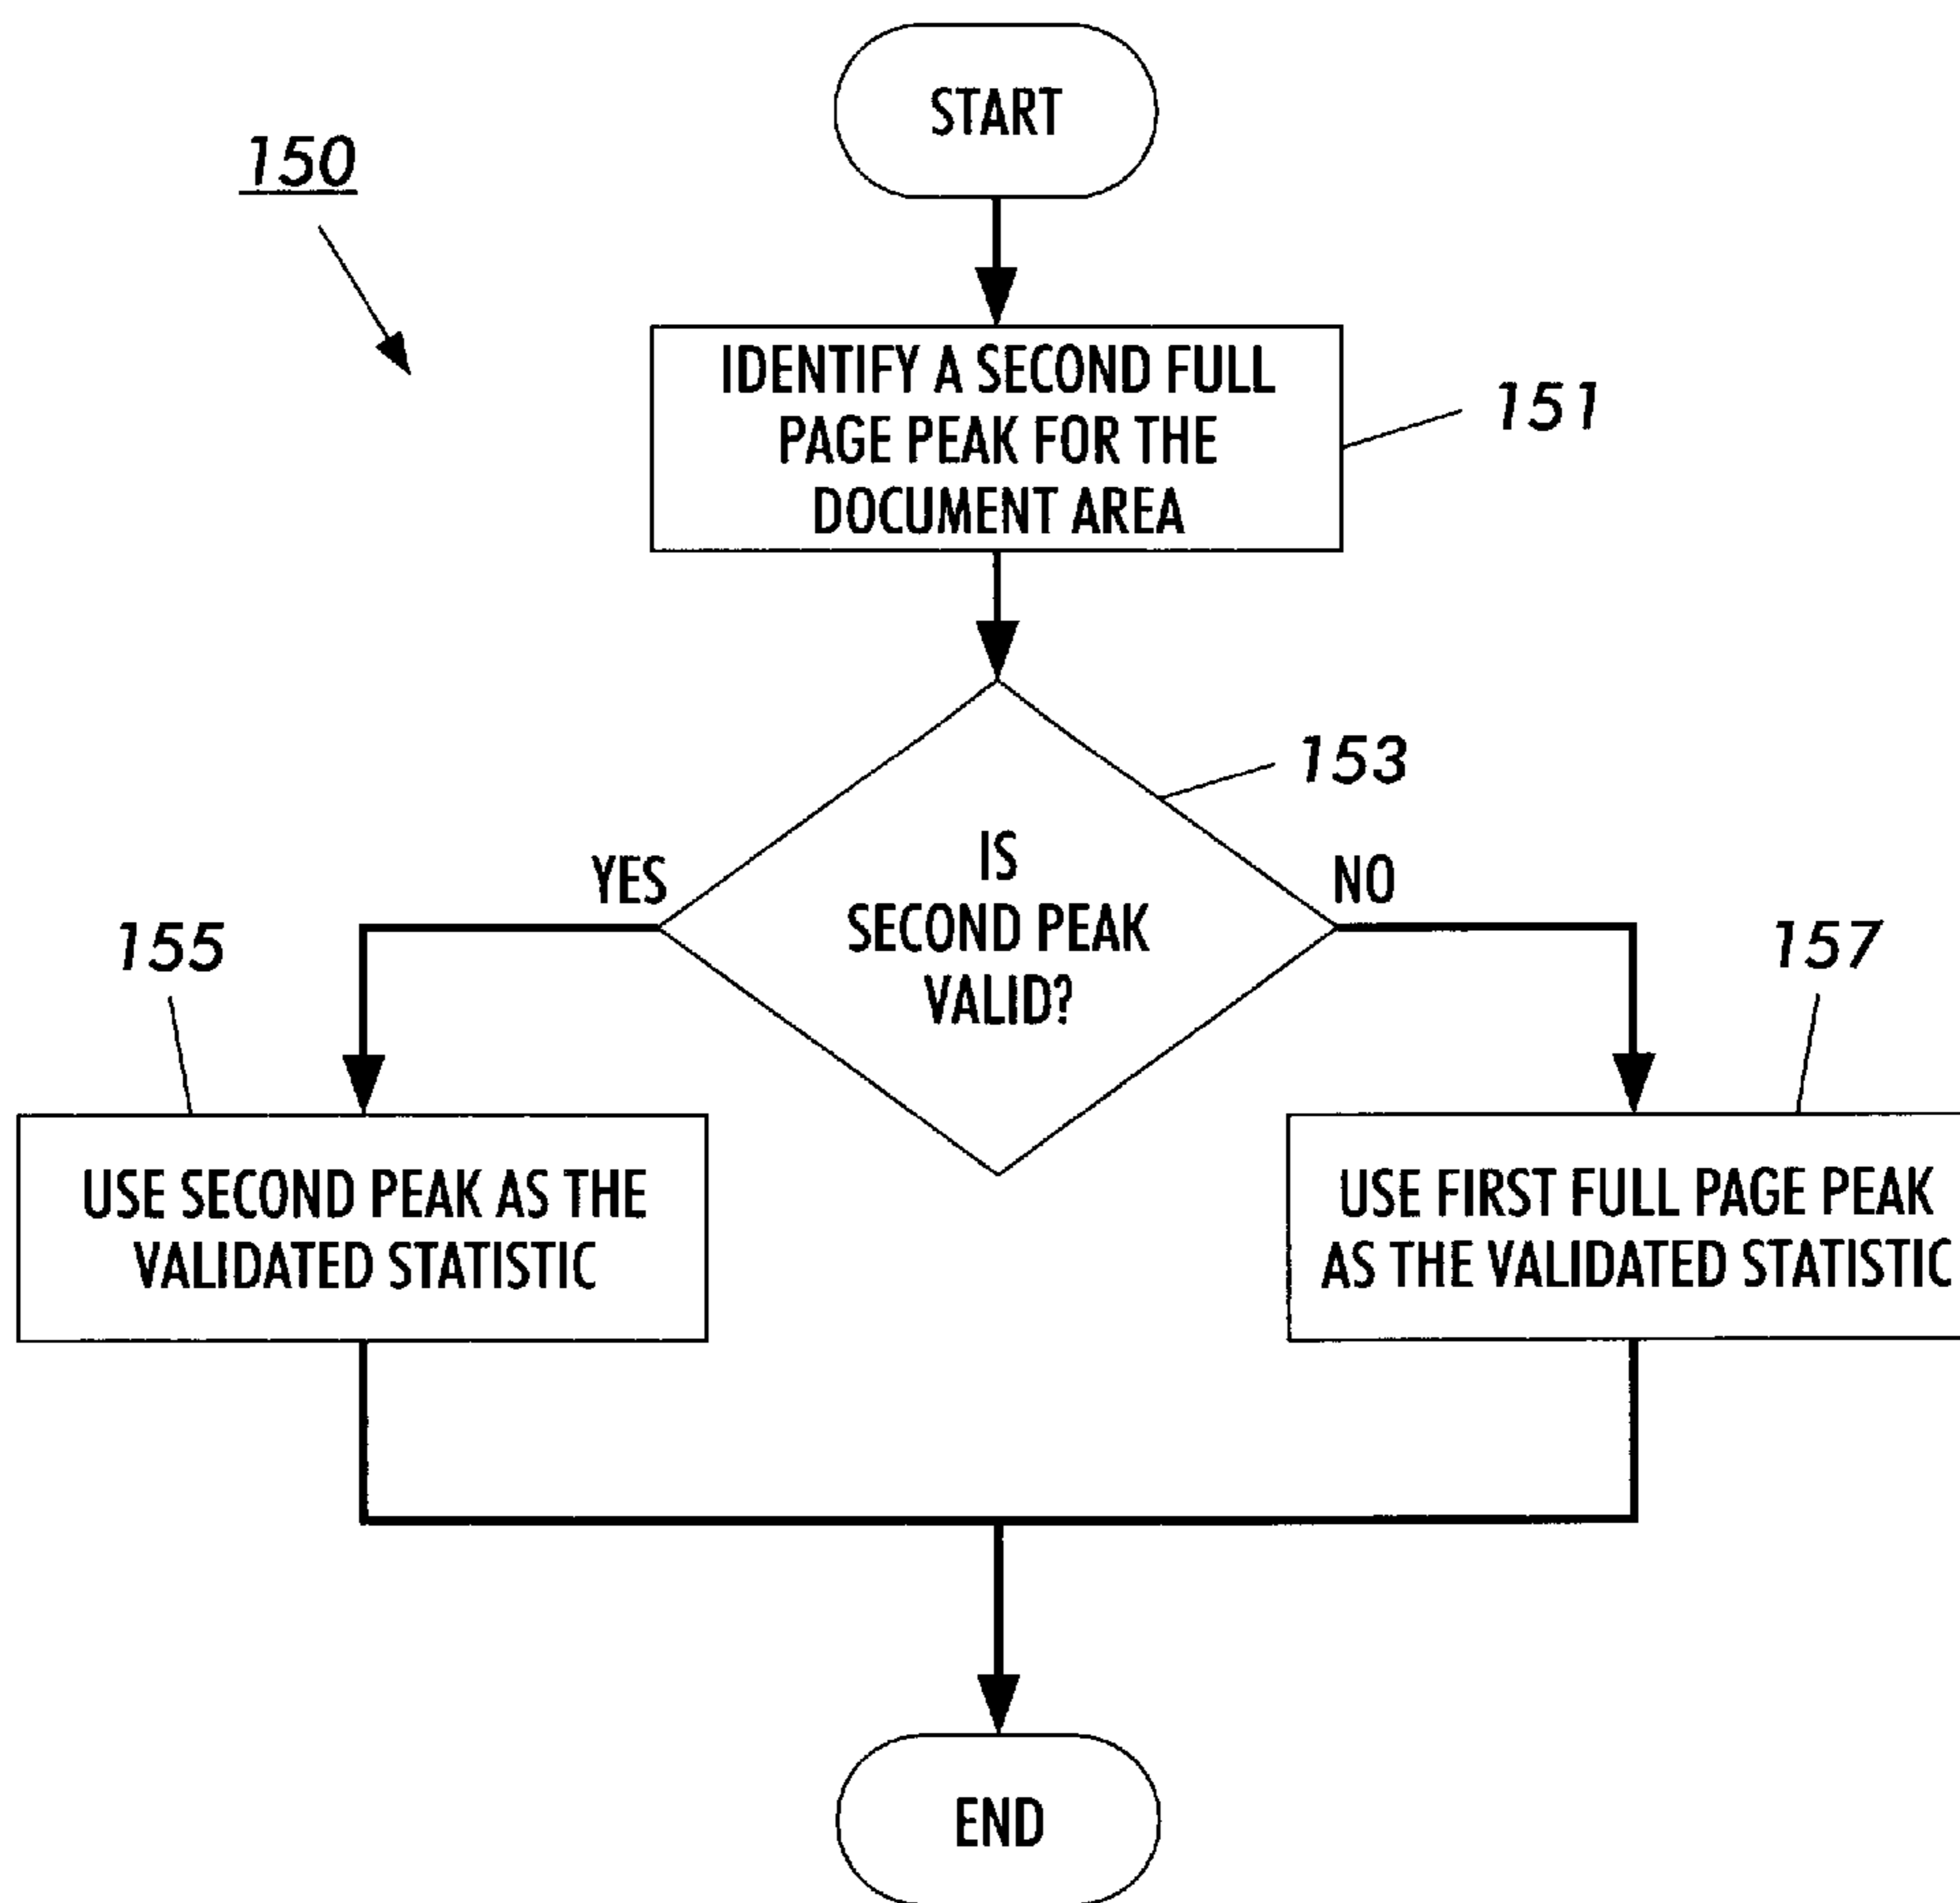 START
150
IDENTIFY A SECOND FULL
PAGE PEAK FOR THE
DOCUMENT AREA
151
153
IS
SECOND PEAK
VALID?
YES
NO
155
157
USE SECOND PEAK AS THE
VALIDATED STATISTIC
USE FIRST FULL PAGE PEAK
AS THE VALIDATED STATISTIC
END